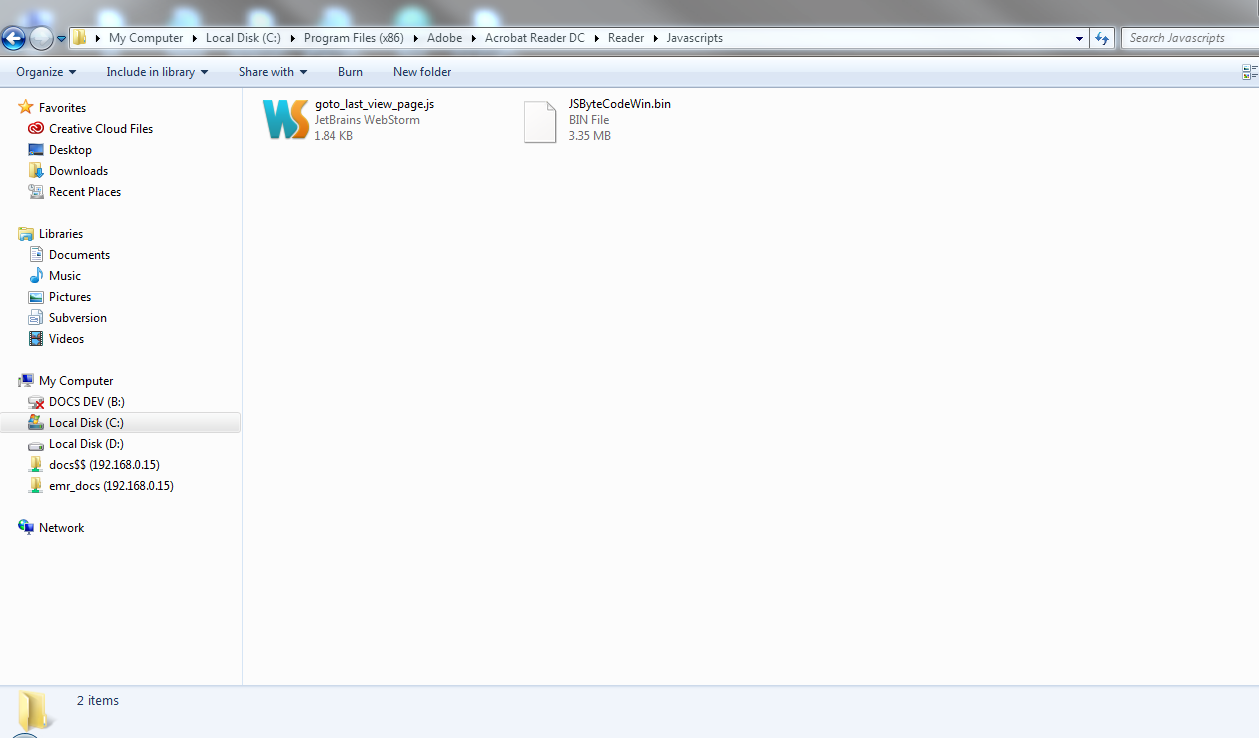 My Computer Local Disk (C:) Program Files (x86) Adobe Acrobat Reader DC Reader Javascripts Search Javascripts
Organize Include in library Share with Burn New folder
Favorites
Creative Cloud Files
Desktop
Downloads
Recent Places
Libraries
Documents
Music
Pictures
Subversion
Videos
My Computer
DOCS DEV (B:)
Local Disk (C:)
Local Disk (D:)
docs$$ (192.168.0.15)
emr_docs (192.168.0.15)
Network
WS
goto_last_view_page.js
JetBrains WebStorm
1.84 KB
JSByteCodeWin.bin
BIN File
3.35 MB
2 items